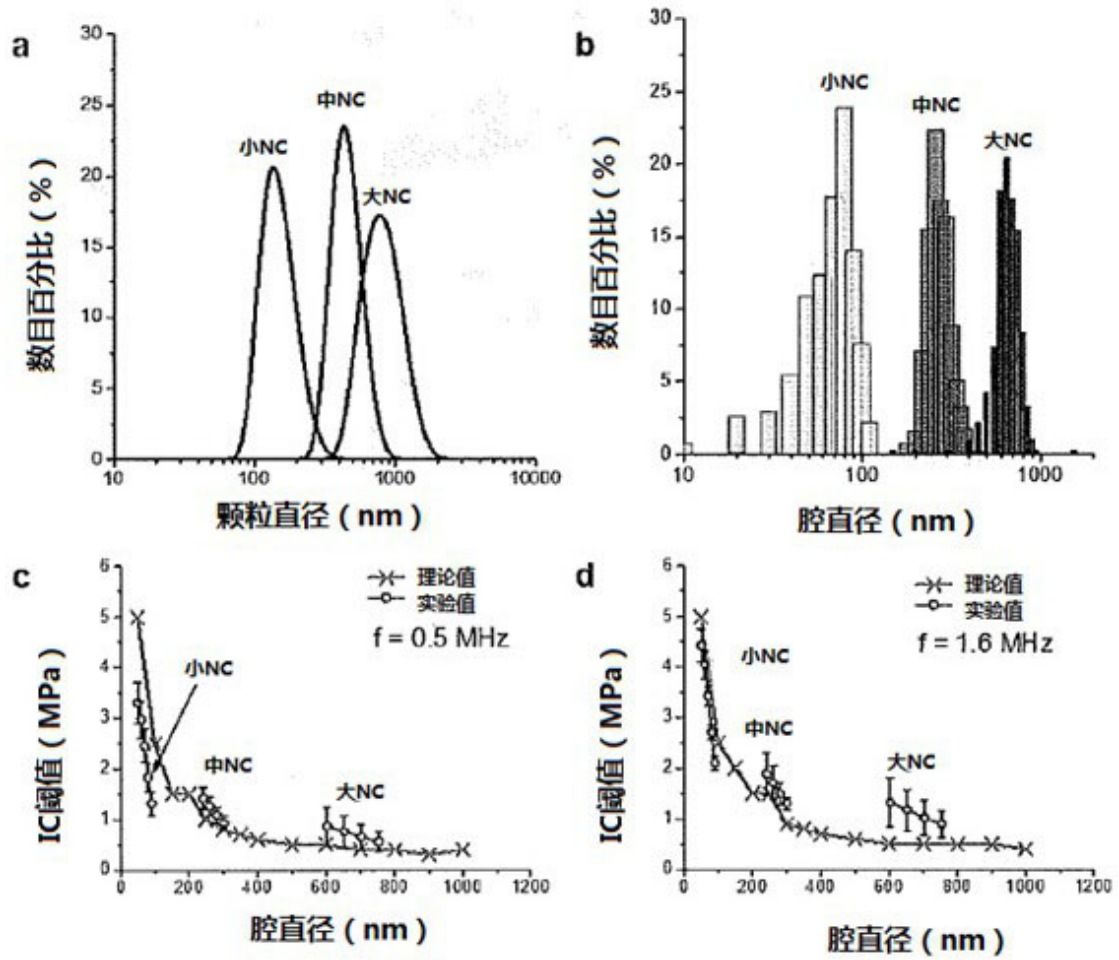 a
30
25
20
15
10
5
0
数目百分比（%）
小NC
中NC
大NC
10
100
1000
10000
颗粒直径（nm）
b
30
25
20
15
10
5
0
数目百分比（%）
小NC
中NC
大NC
10
100
1000
腔直径（nm）
c
6
5
4
3
2
1
0
IC阈值（MPa）
理论值
实验值
f = 0.5 MHz
小NC
中NC
大NC
0
200
400
600
800
1000
1200
腔直径（nm）
d
6
5
4
3
2
1
0
IC阈值（MPa）
理论值
实验值
f = 1.6 MHz
小NC
中NC
大NC
0
200
400
600
800
1000
1200
腔直径（nm）